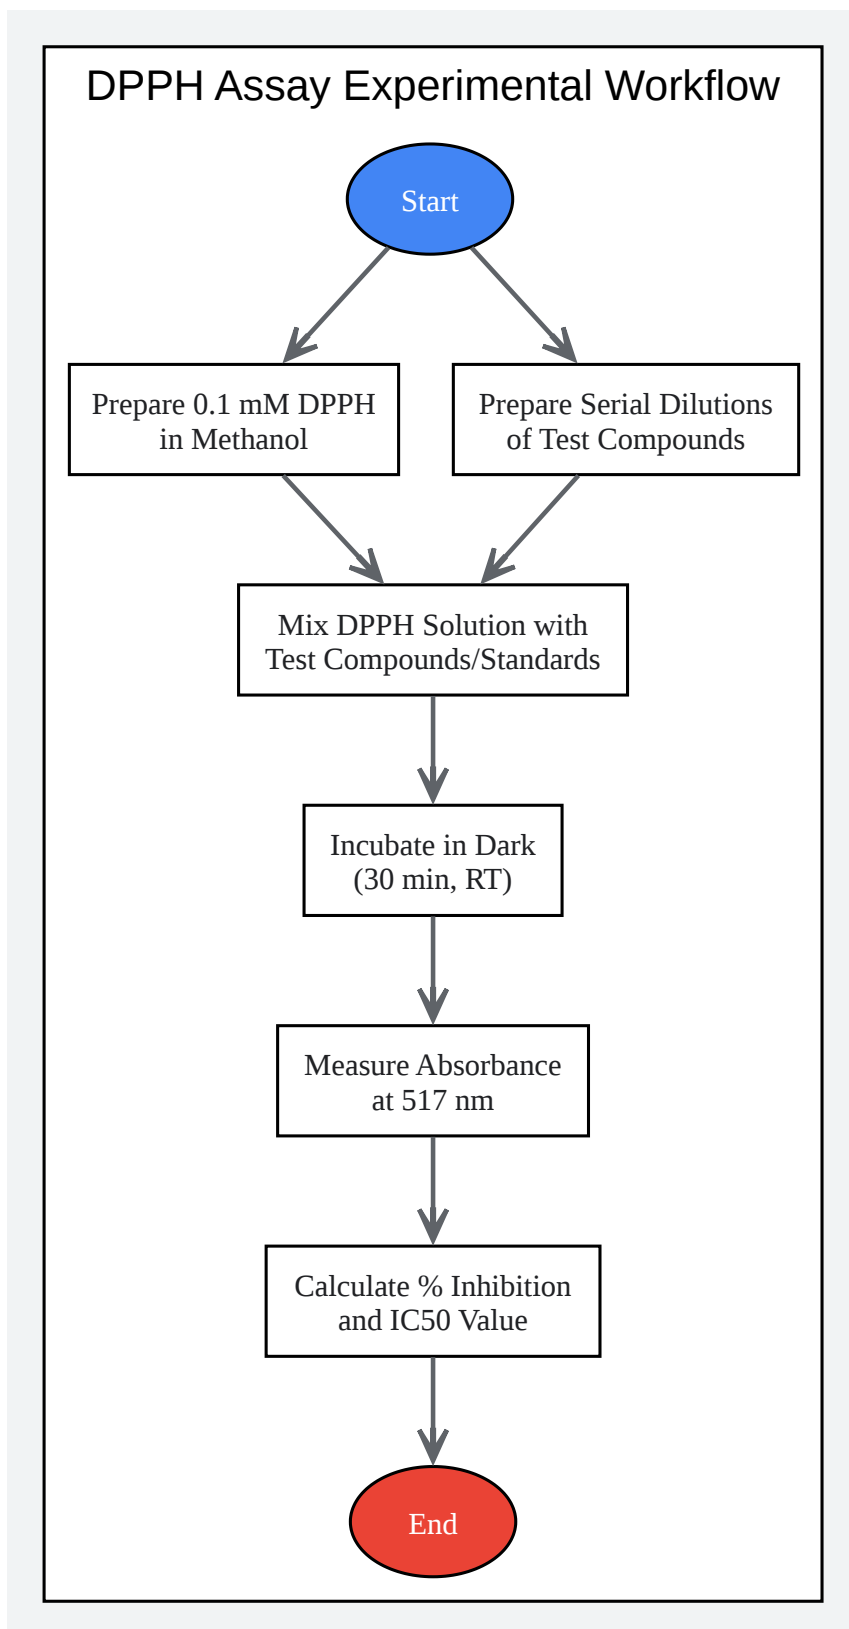 DPPH Assay Experimental Workflow
Start
Prepare 0.1 mM DPPH
in Methanol
Prepare Serial Dilutions
of Test Compounds
Mix DPPH Solution with
Test Compounds/Standards
Incubate in Dark
(30 min, RT)
Measure Absorbance
at 517 nm
Calculate % Inhibition
and IC50 Value
End